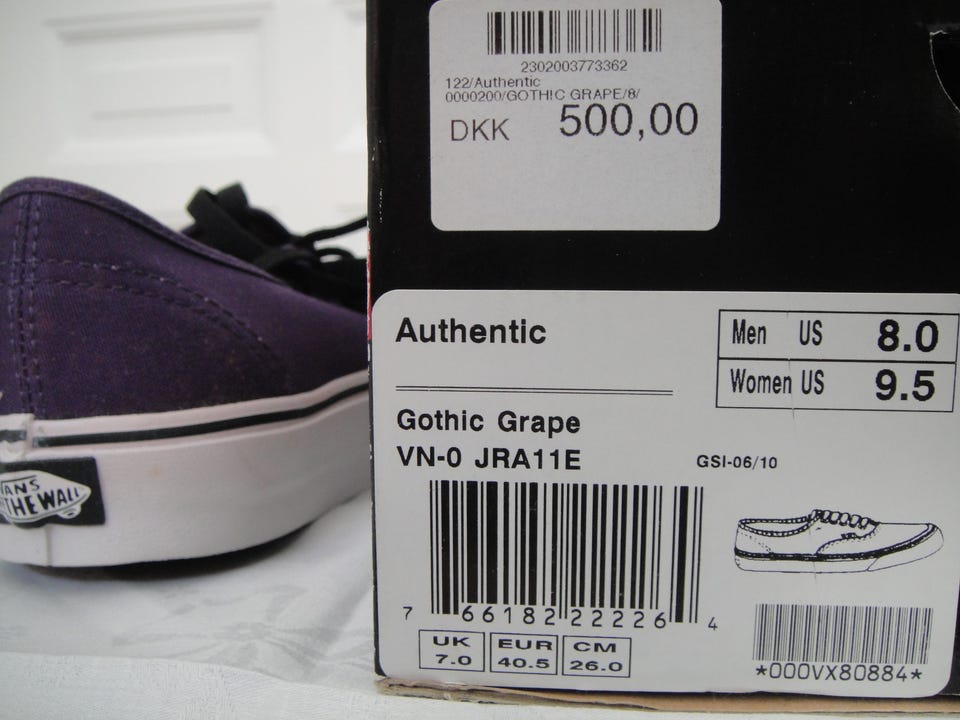 2302003773362
122/Authentic
0000200/GOTHIC GRAPE/8/
DKK 500,00
Authentic
Men US 8.0
Women US 9.5
Gothic Grape
VN-0 JRA11E
GSI-06/10
7 66182 22226 4
UK 7.0
EUR 40.5
CM 26.0
*000VX80884*
VANS
THE WALL